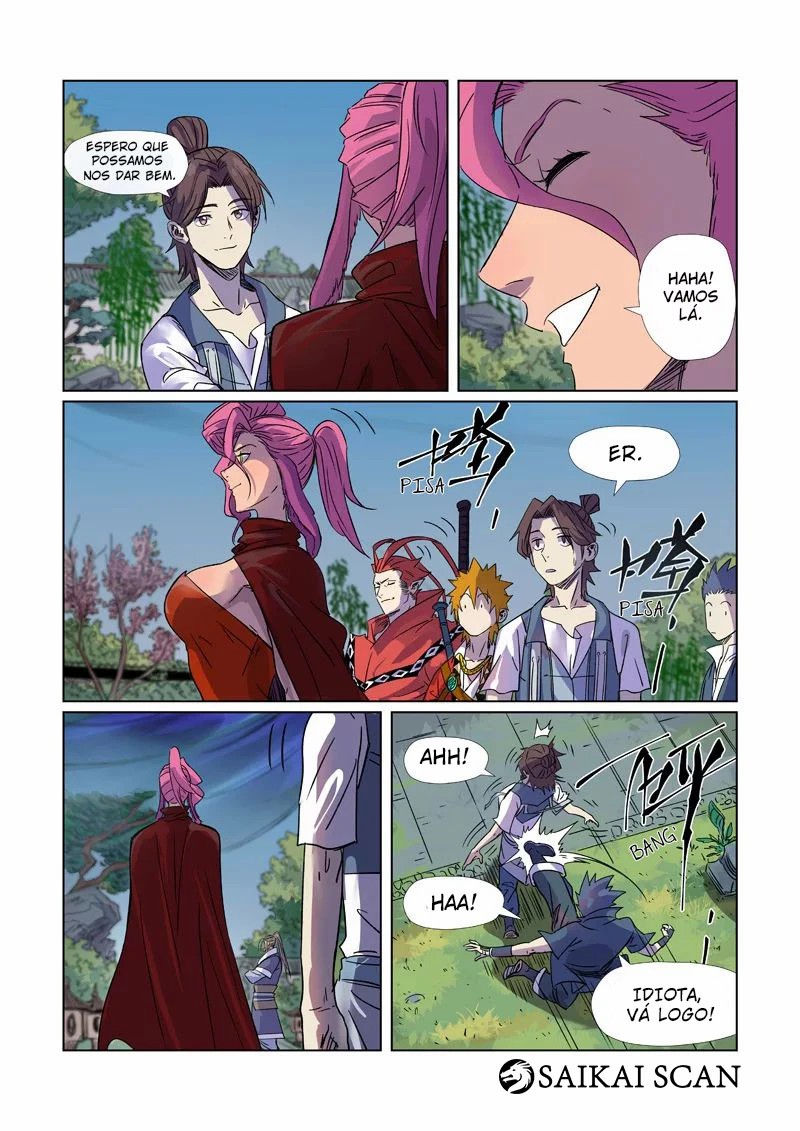 ESPERO QUE
POSSAMOS
NOS DAR BEM.
HAHA!
VAMOS
LÁ.
PISA
ER.
PISA
AHH!
BANG
HAA!
IDIOTA,
VÁ LOGO!
SAIKAI SCAN